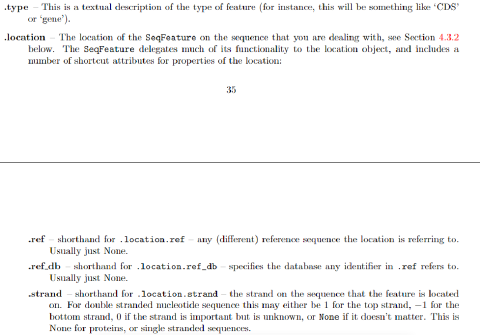 .type – This is a textual description of the type of feature (for instance, this will be something like ‘CDS’
or ‘gene’).
.location – The location of the SeqFeature on the sequence that you are dealing with, see Section 4.3.2
below. The SeqFeature delegates much of its functionality to the location object, and includes a
number of shortcut attributes for properties of the location:
35
.ref – shorthand for .location.ref – any (different) reference sequence the location is referring to.
Usually just None.
.ref_db – shorthand for .location.ref_db – specifies the database any identifier in .ref refers to.
Usually just None.
.strand – shorthand for .location.strand – the strand on the sequence that the feature is located
on. For double stranded nucleotide sequence this may either be 1 for the top strand, −1 for the
bottom strand, 0 if the strand is important but is unknown, or None if it doesn’t matter. This is
None for proteins, or single stranded sequences.